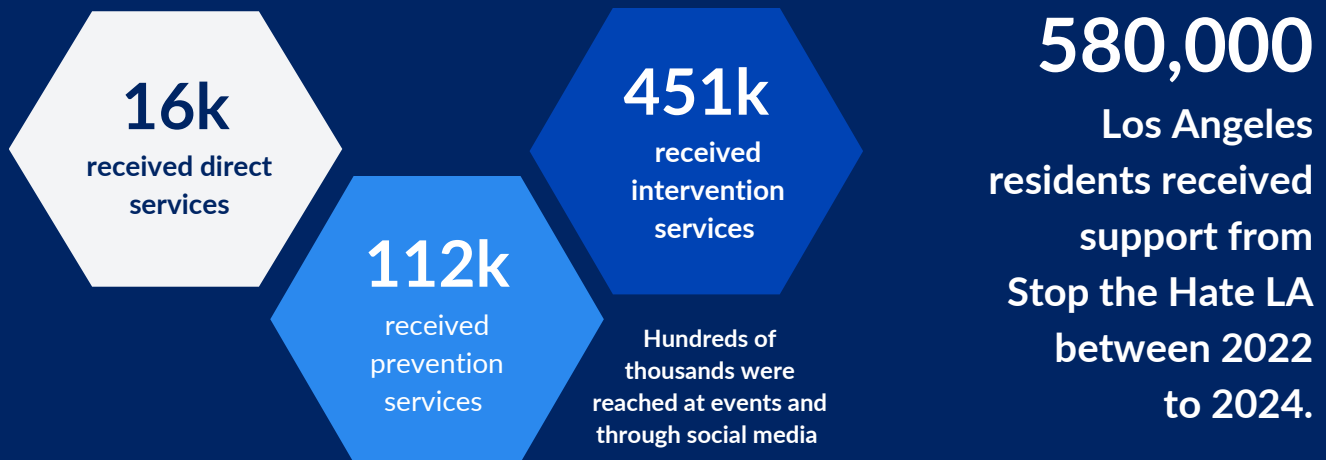 16k
received direct
services
112k
received
prevention
services
451k
received
intervention
services
Hundreds of
thousands were
reached at events and
through social media
580,000
Los Angeles
residents received
support from
Stop the Hate LA
between 2022
to 2024.